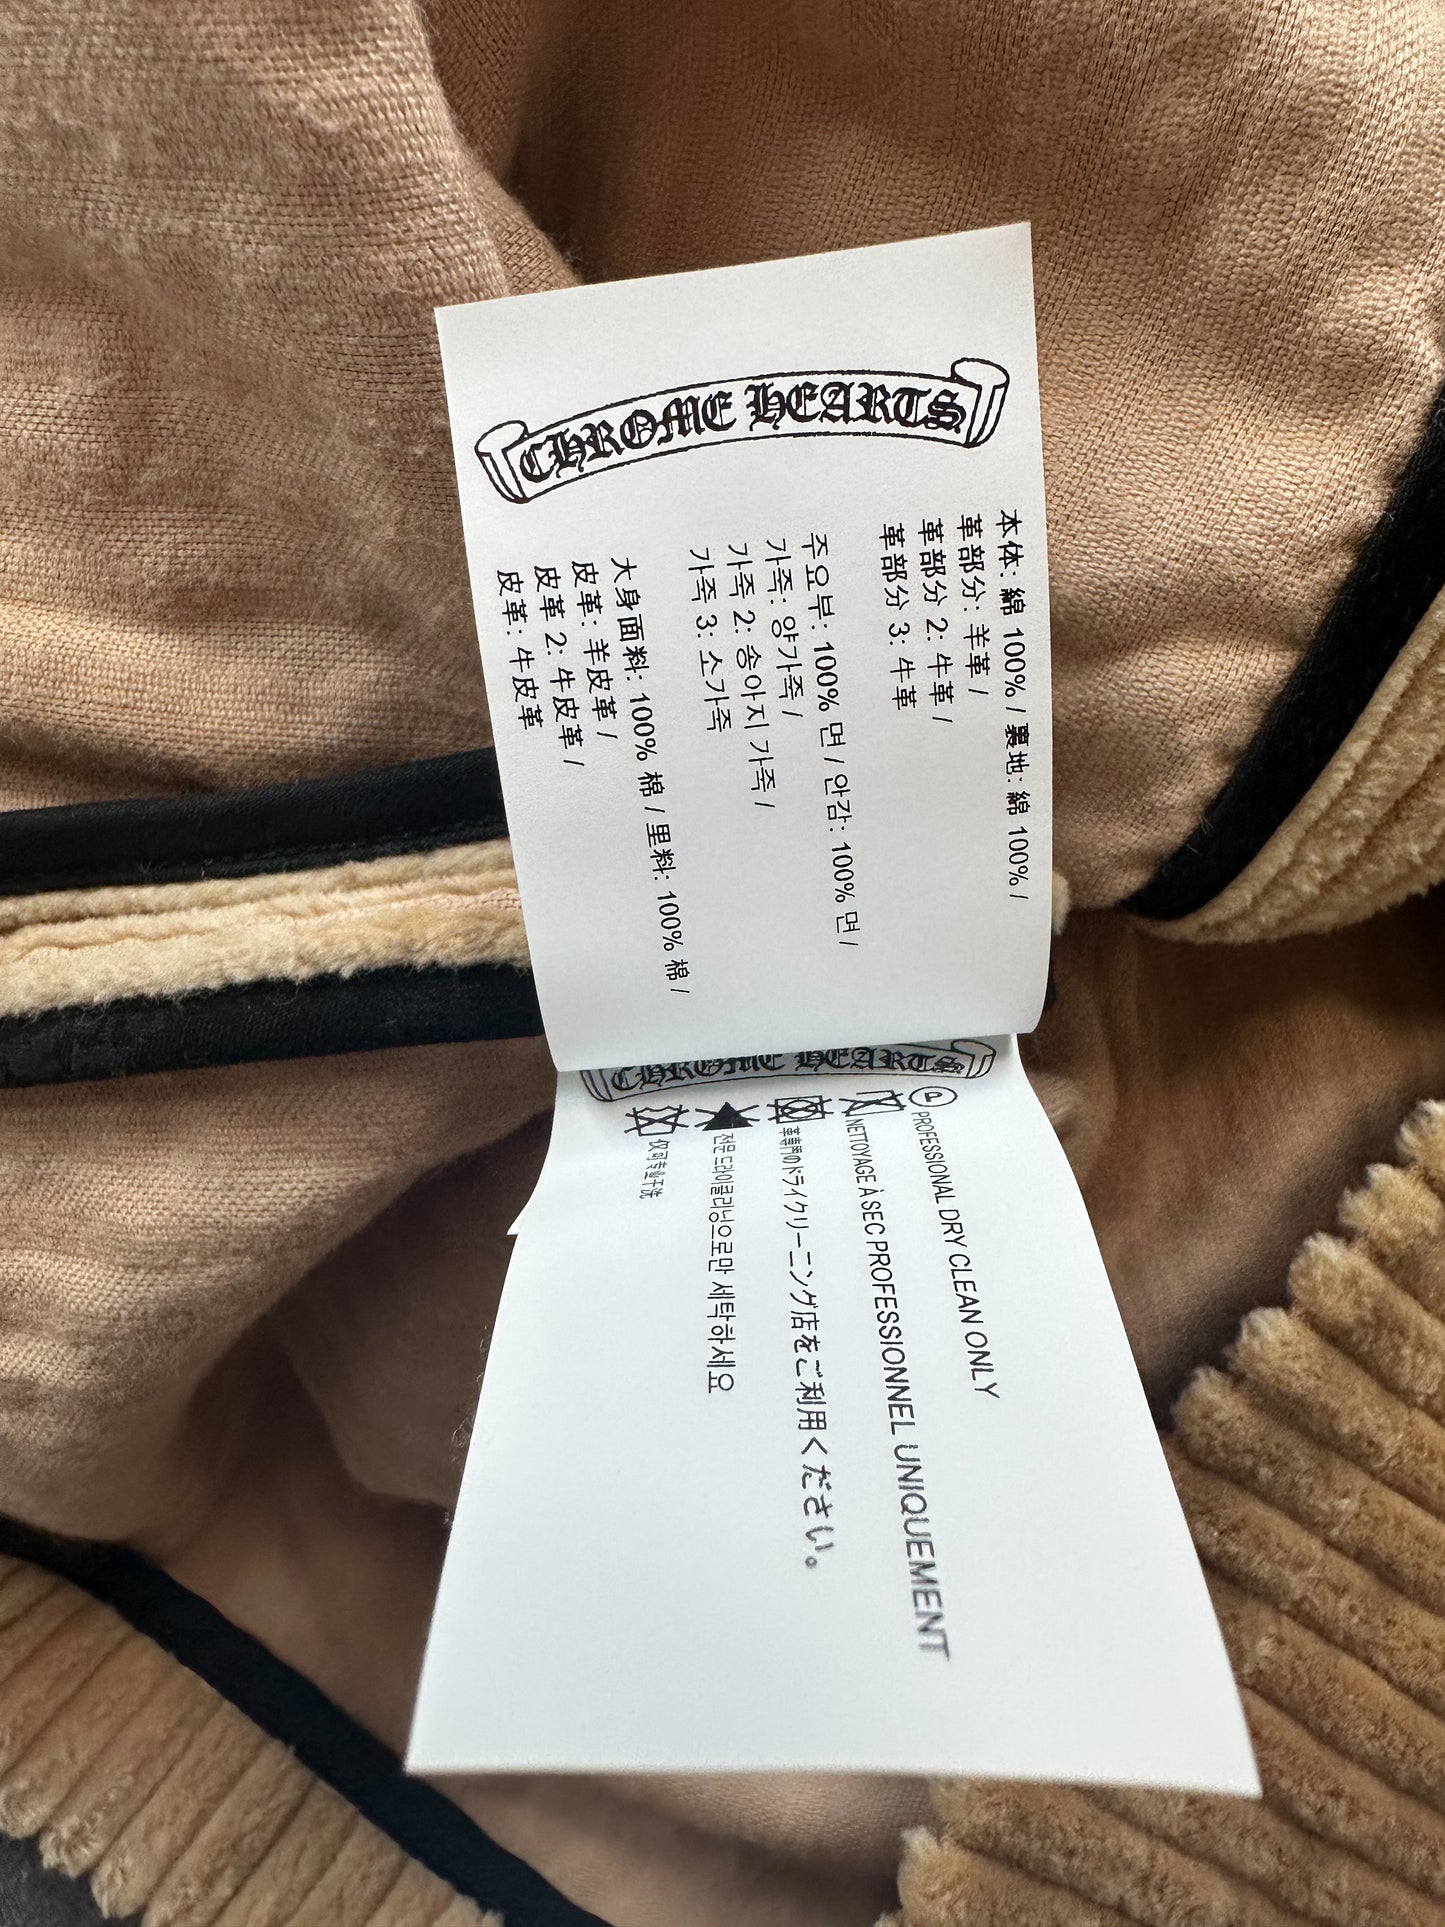 CHROME HEARTS
本体: 綿 100% / 裏地: 綿 100% /
革部分: 羊革 /
革部分 2: 牛革 /
革部分 3: 牛革
주요부: 100% 면 / 안감: 100% 면 /
가죽: 양가죽 /
가죽 2: 송아지 가죽 /
가죽 3: 소가죽
大身面料: 100% 棉 / 里料: 100% 棉 /
皮革: 羊皮革 /
皮革 2: 牛皮革 /
皮革: 牛皮革
CHROME HEARTS
P PROFESSIONAL DRY CLEAN ONLY
NETTOYAGE À SEC PROFESSIONNEL UNIQUEMENT
革専門のドライクリーニング店をご利用ください。
전문 드라이클리닝으로만 세탁하세요
仅可专业干洗